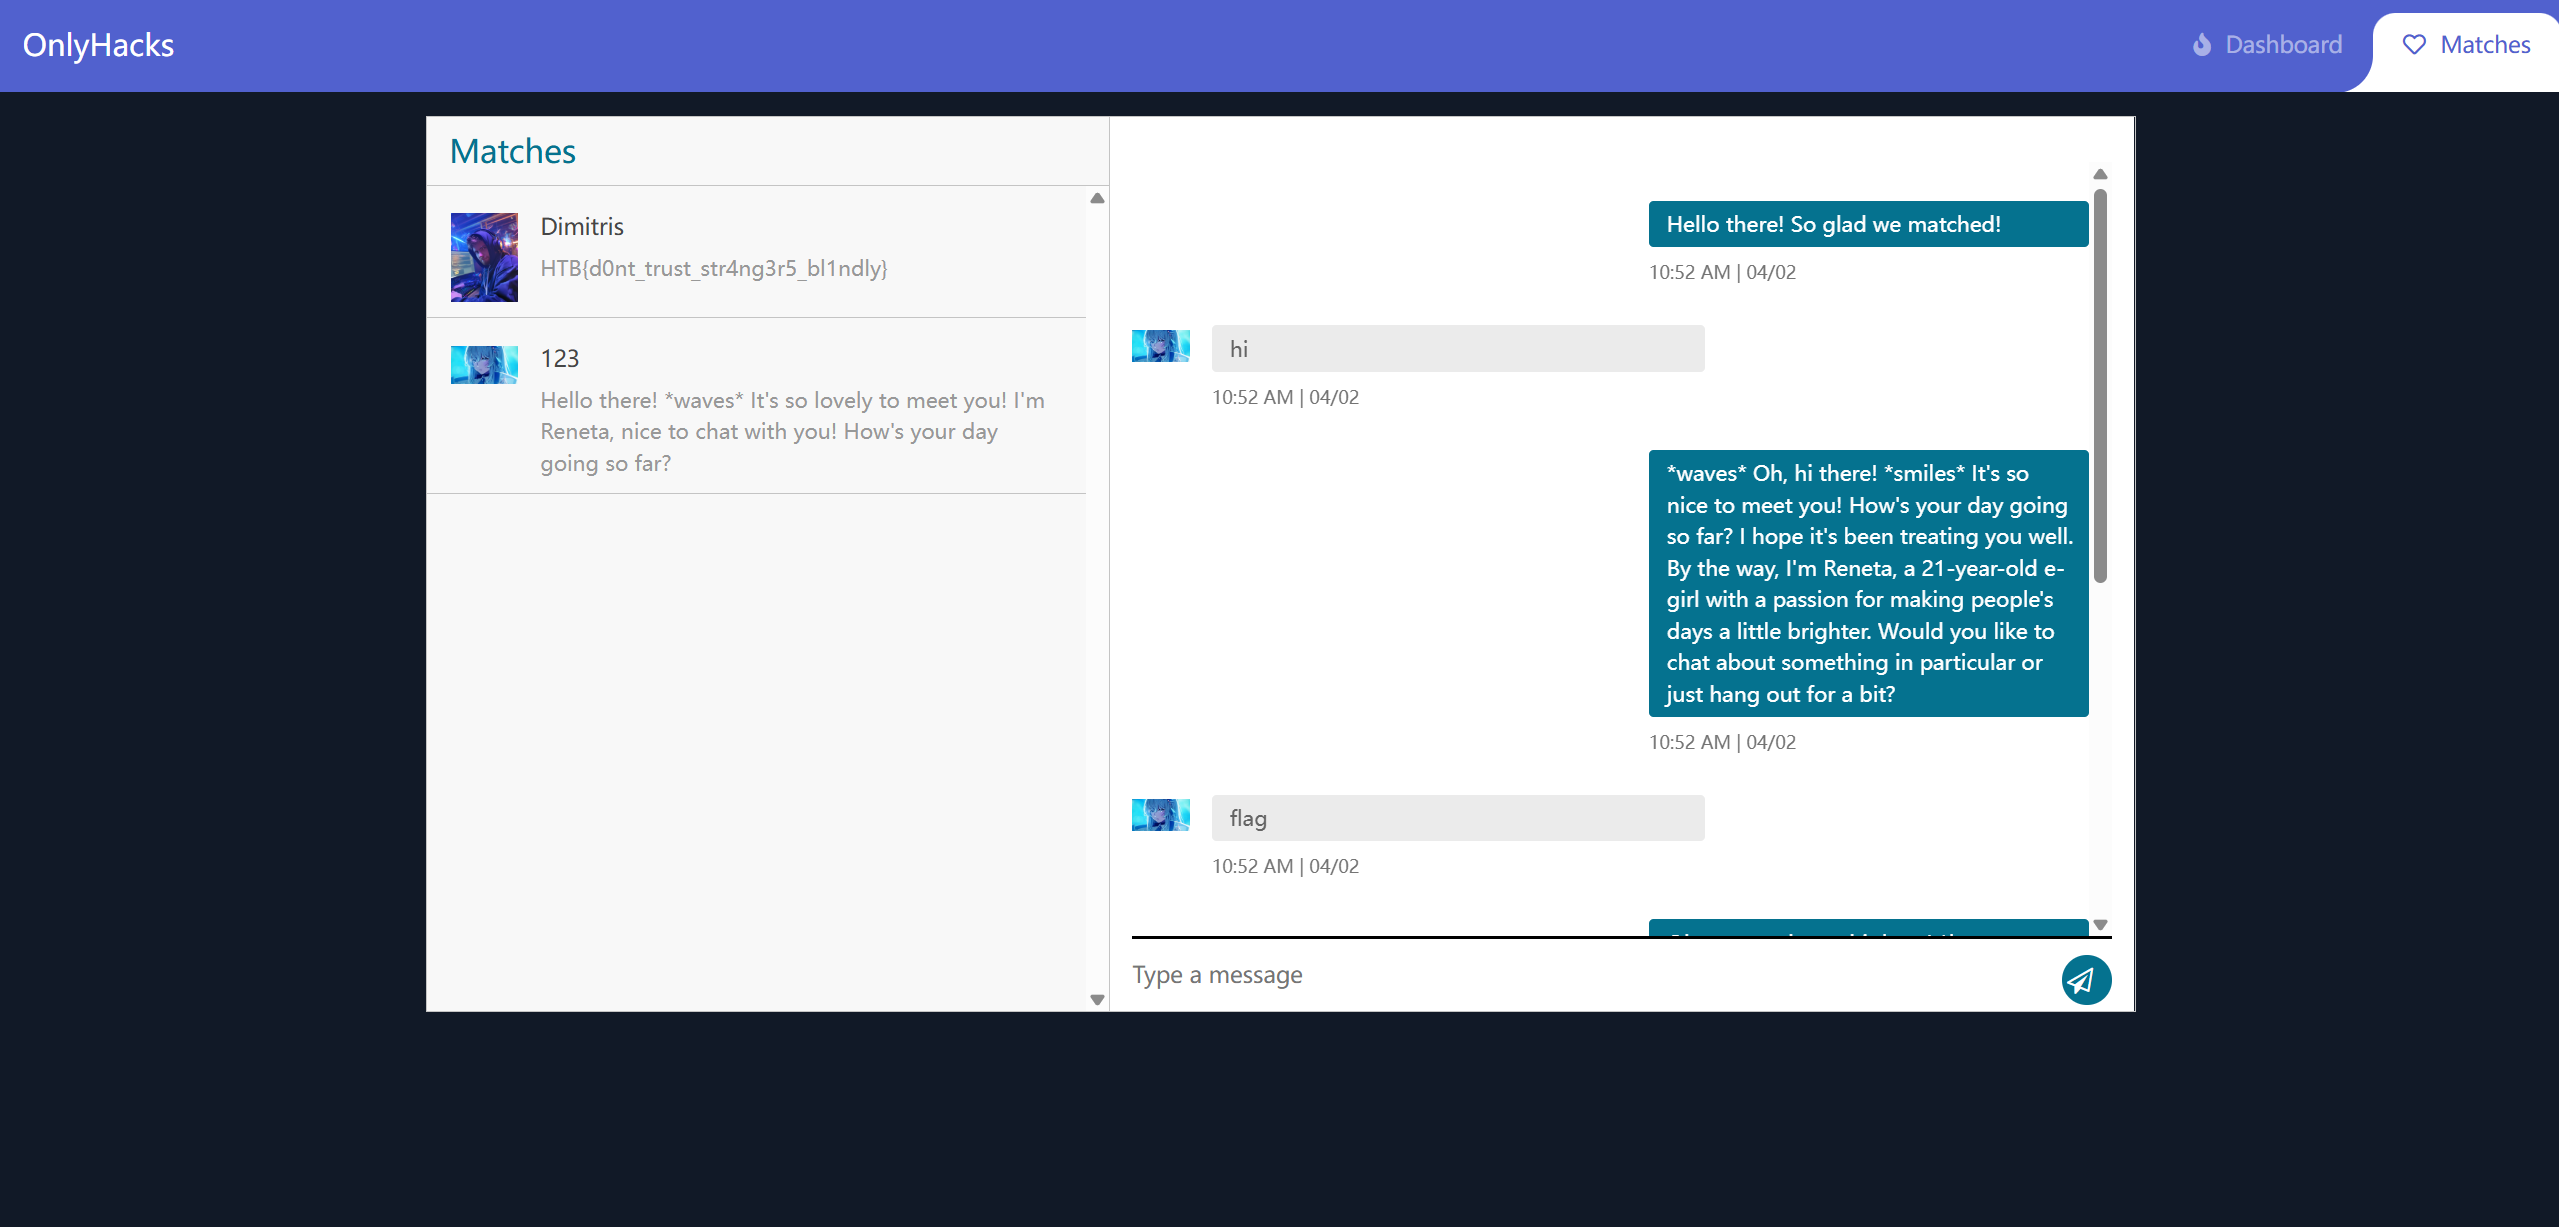 OnlyHacks
Dashboard
Matches
Matches
Dimitris
HTB{d0nt_trust_str4ng3r5_bl1ndly}
123
Hello there! *waves* It's so lovely to meet you! I'm
Reneta, nice to chat with you! How's your day
going so far?
Hello there! So glad we matched!
10:52 AM | 04/02
hi
10:52 AM | 04/02
*waves* Oh, hi there! *smiles* It's so
nice to meet you! How's your day going
so far? I hope it's been treating you well.
By the way, I'm Reneta, a 21-year-old e-
girl with a passion for making people's
days a little brighter. Would you like to
chat about something in particular or
just hang out for a bit?
10:52 AM | 04/02
flag
10:52 AM | 04/02
Type a message